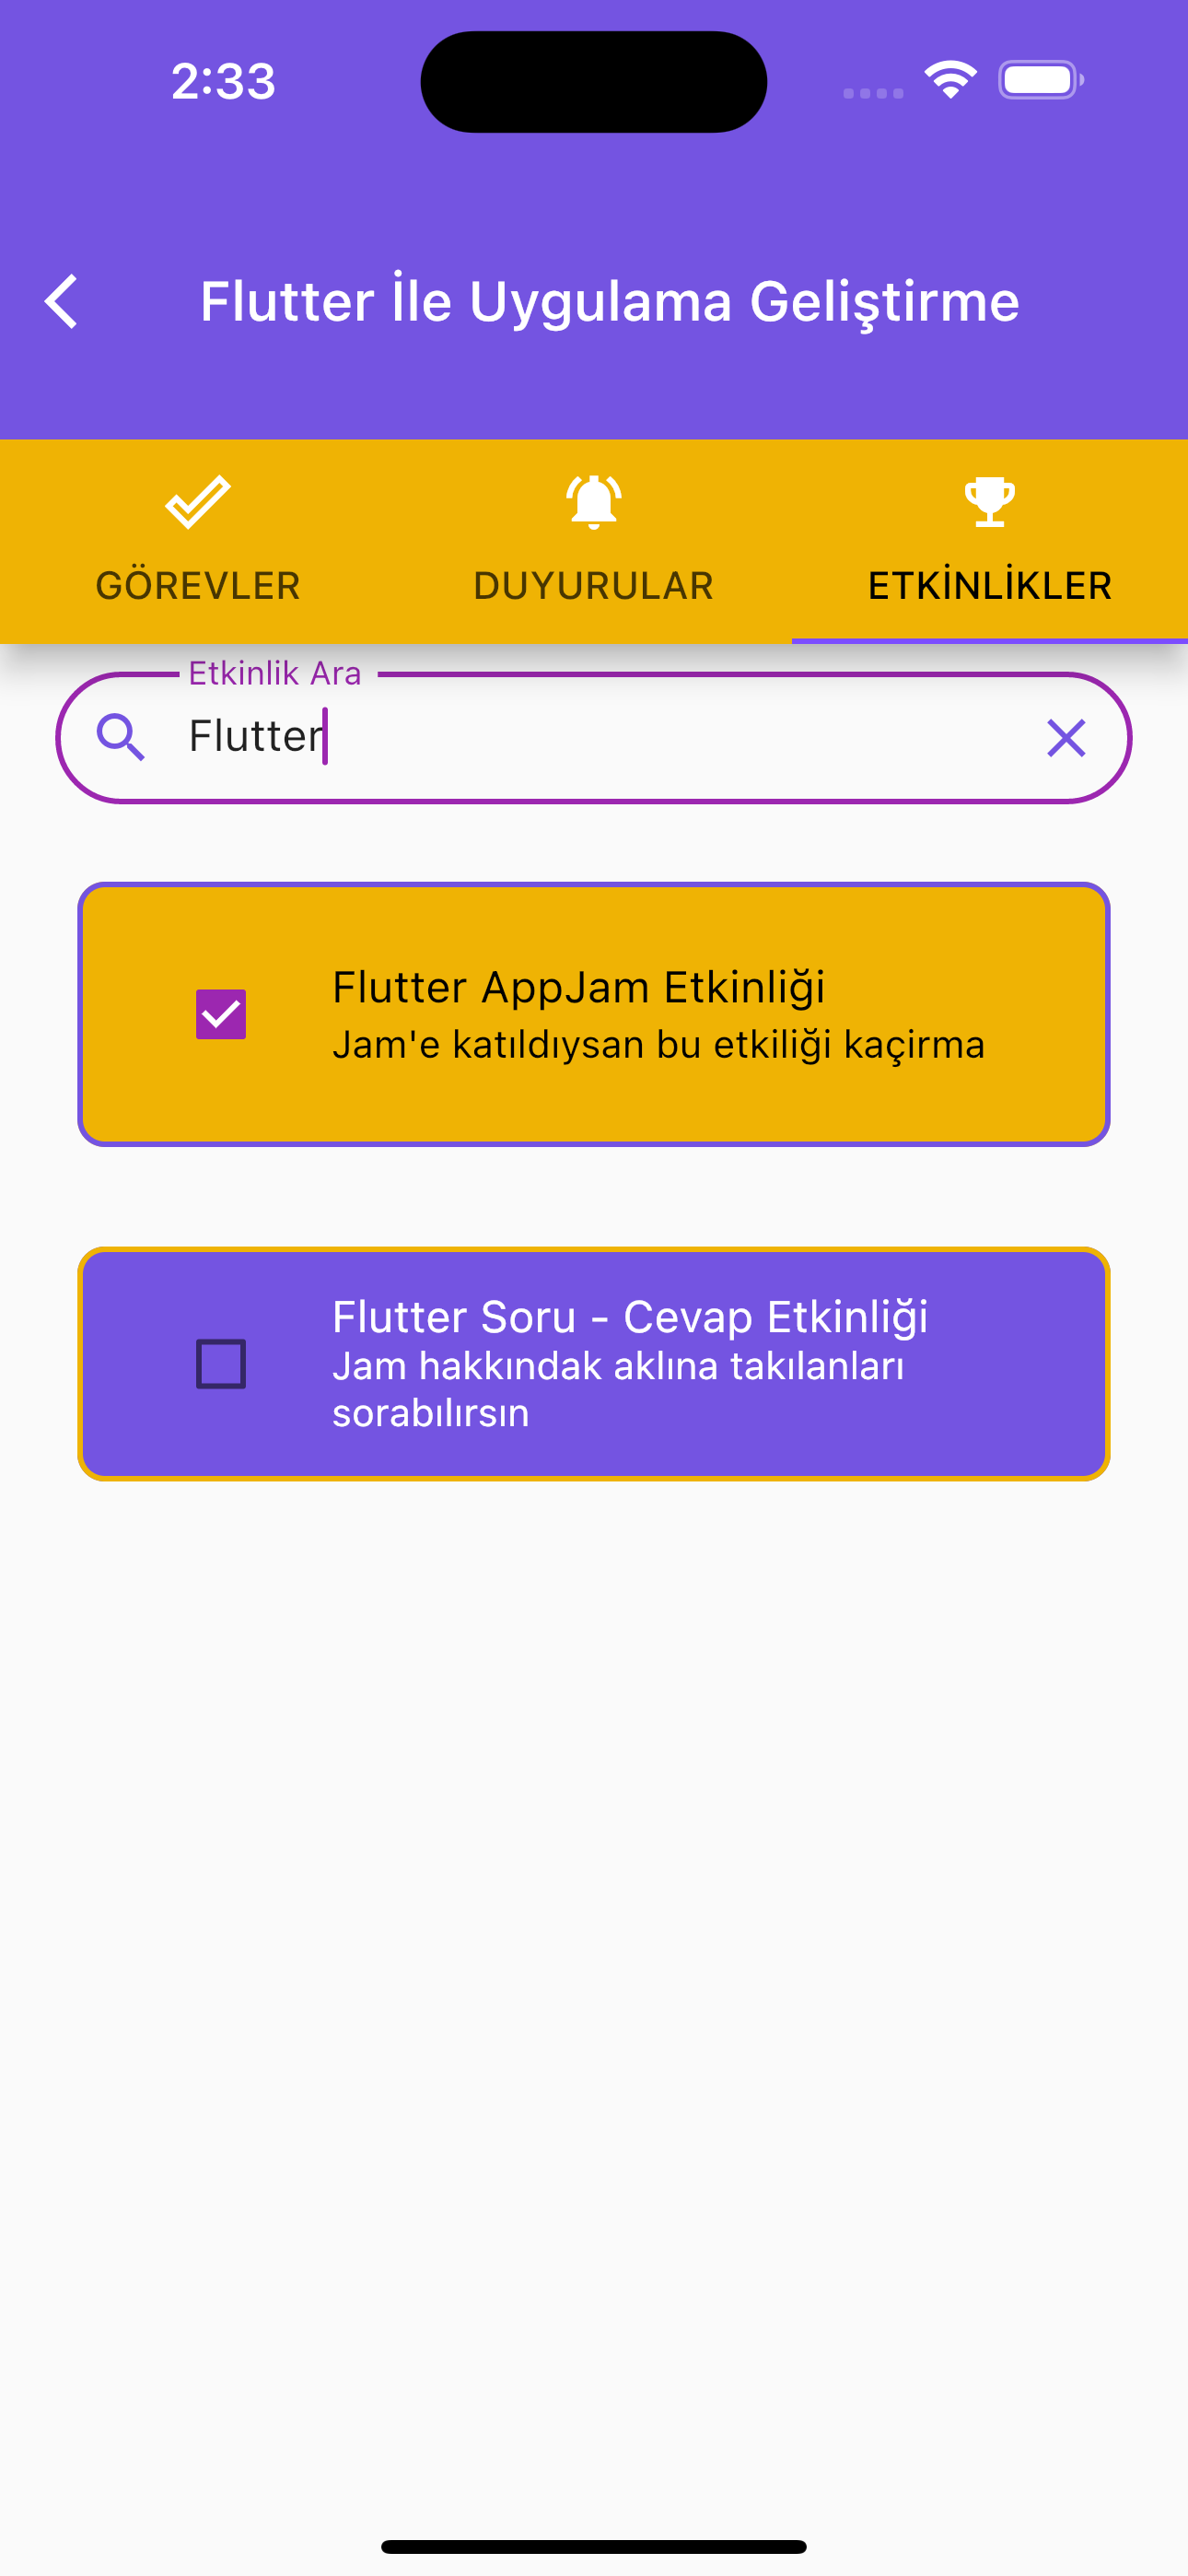 2:33
Flutter İle Uygulama Geliştirme
GÖREVLER
DUYURULAR
ETKİNLİKLER
Etkinlik Ara
Flutter
Flutter AppJam Etkinliği
Jam'e katıldıysan bu etkiliği kaçirma
Flutter Soru - Cevap Etkinliği
Jam hakkındak aklına takılanları
sorabılırsın